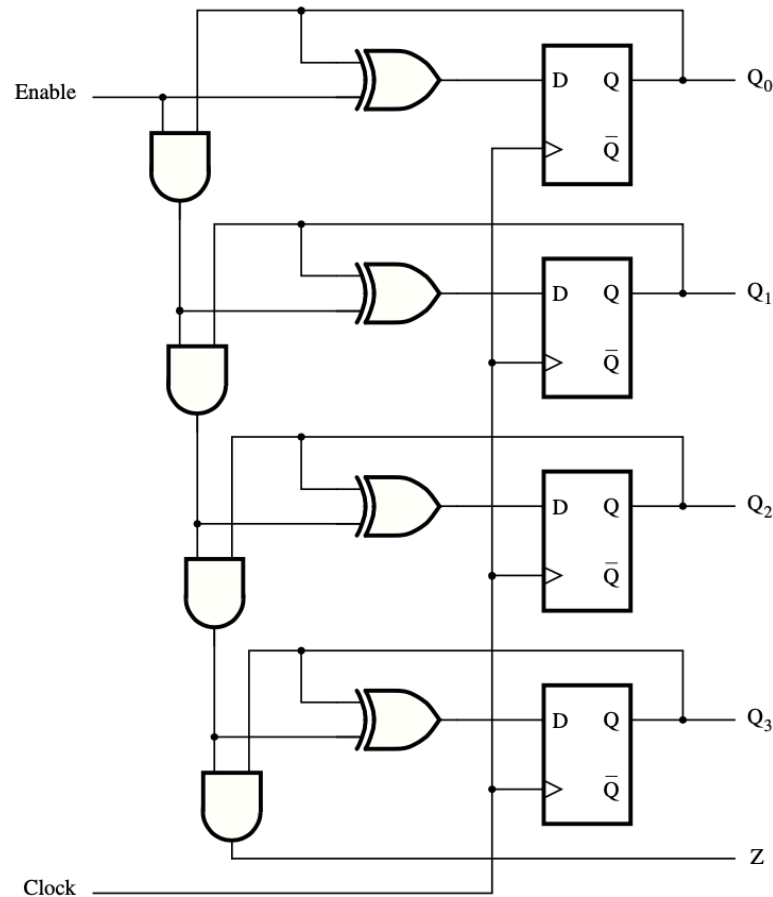 Enable
D Q Q0
Q̄
D Q Q1
Q̄
D Q Q2
Q̄
D Q Q3
Q̄
Z
Clock